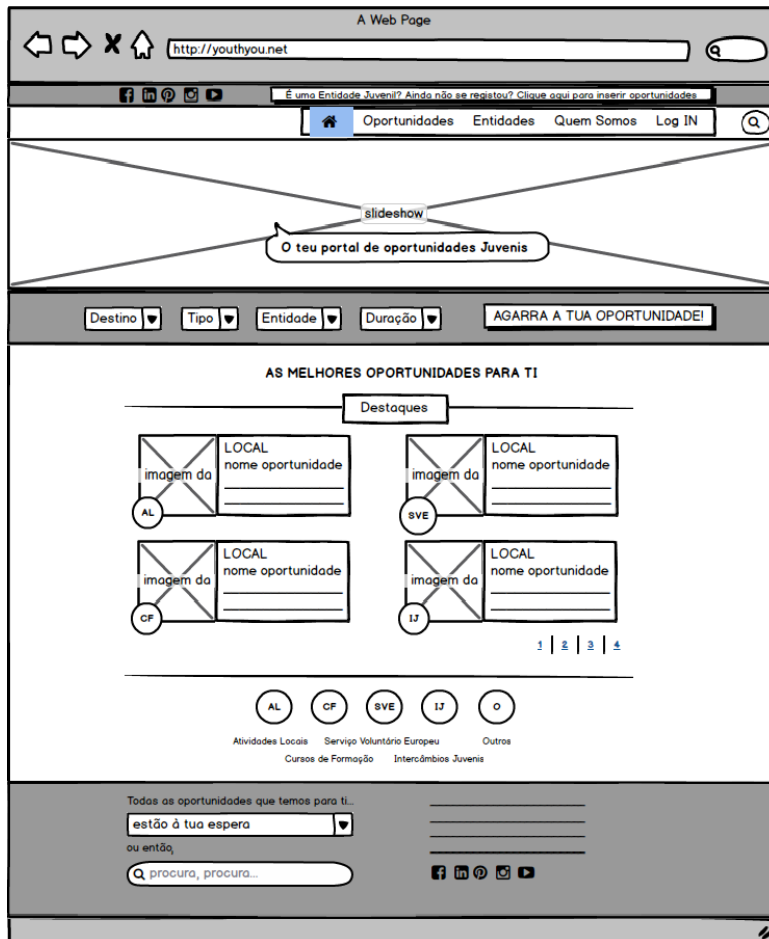 A Web Page
http://youthyou.net
É uma Entidade Juvenil? Ainda não se registou? Clique aqui para inserir oportunidades
Oportunidades Entidades Quem Somos Log IN
slideshow
O teu portal de oportunidades Juvenis
Destino Tipo Entidade Duração AGARRA A TUA OPORTUNIDADE!
AS MELHORES OPORTUNIDADES PARA TI
Destaques
imagem da
LOCAL
nome oportunidade
AL
imagem da
LOCAL
nome oportunidade
SVE
imagem da
LOCAL
nome oportunidade
CF
imagem da
LOCAL
nome oportunidade
IJ
1 2 3 4
AL CF SVE IJ O
Atividades Locais Serviço Voluntário Europeu Outros
Cursos de Formação Intercâmbios Juvenis
Todas as oportunidades que temos para ti...
estão à tua espera
ou então,
procura, procura...